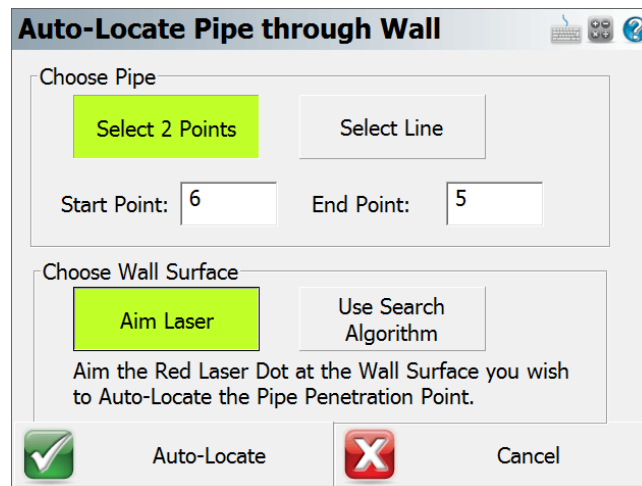 Auto-Locate Pipe through Wall
Choose Pipe
Select 2 Points
Select Line
Start Point: 6 End Point: 5
Choose Wall Surface
Aim Laser
Use Search
Algorithm
Aim the Red Laser Dot at the Wall Surface you wish
to Auto-Locate the Pipe Penetration Point.
Auto-Locate
Cancel